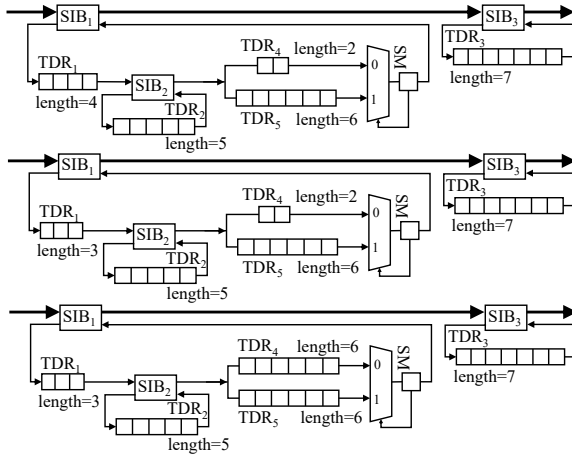 SIB₁ SIB₃
TDR₁ SIB₂ TDR₄ length=2 0 SM TDR₃
length=4 TDR₂ 1 length=7
length=5 TDR₅ length=6
SIB₁ SIB₃
TDR₁ SIB₂ TDR₄ length=2 0 SM TDR₃
length=3 TDR₂ 1 length=7
length=5 TDR₅ length=6
SIB₁ SIB₃
TDR₁ SIB₂ TDR₄ length=6 0 SM TDR₃
length=3 TDR₂ 1 length=7
length=5 TDR₅ length=6